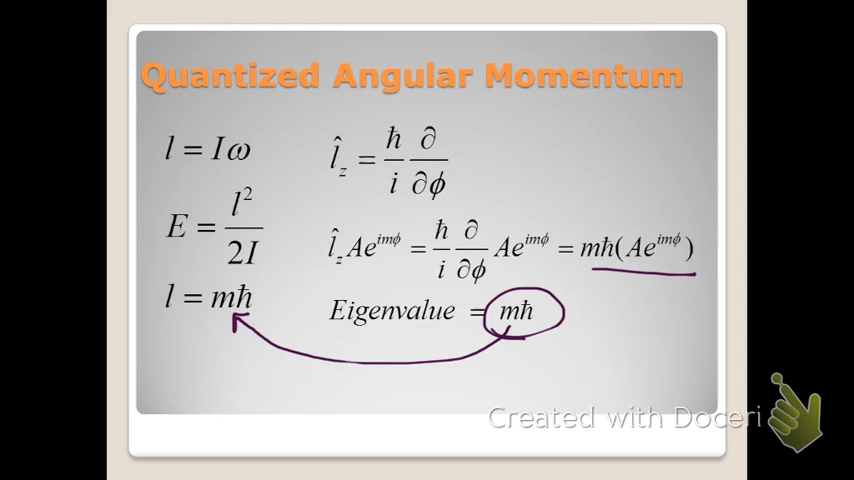 Quantized Angular Momentum
l = Iω
E = l²/2I
l = mħ
l̂_z = ħ/i ∂/∂ϕ
l̂_z Ae^{imϕ} = ħ/i ∂/∂ϕ Ae^{imϕ} = mħ(Ae^{imϕ})
Eigenvalue = mħ
Created with Doceri